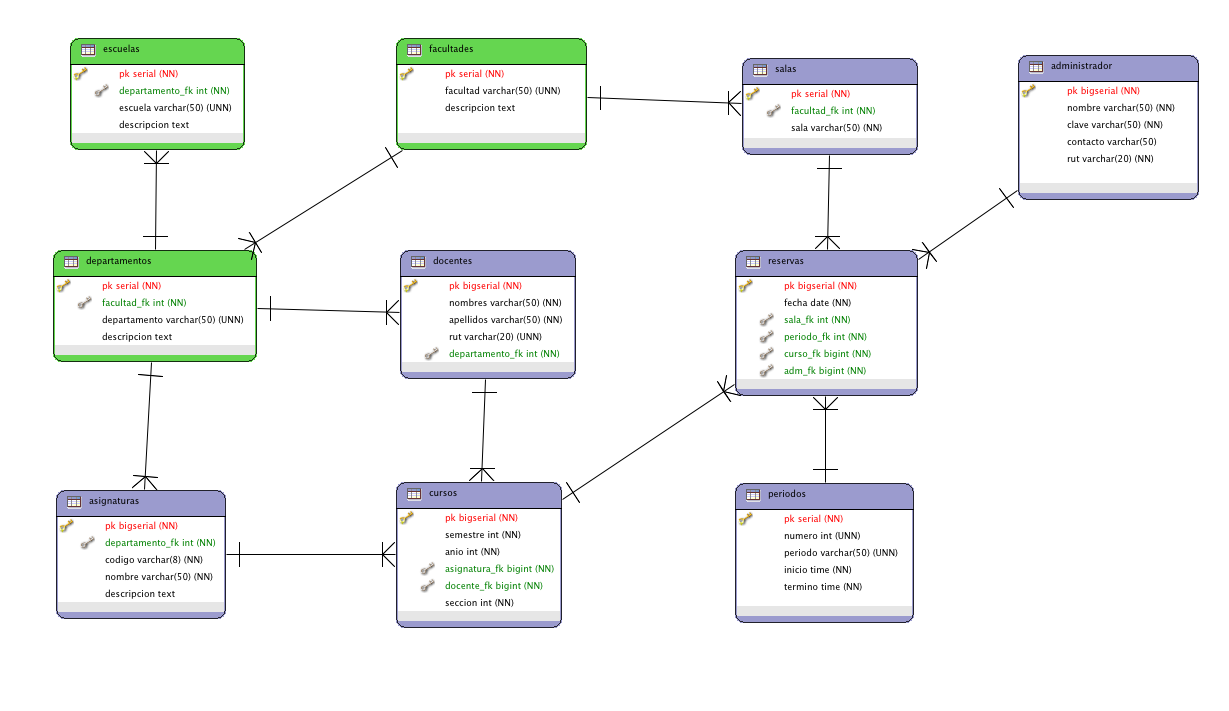 escuelas
pk serial (NN)
departamento_fk int (NN)
escuela varchar(50) (UNN)
descripcion text
facultades
pk serial (NN)
facultad varchar(50) (UNN)
descripcion text
salas
pk serial (NN)
facultad_fk int (NN)
sala varchar(50) (NN)
administrador
pk bigserial (NN)
nombre varchar(50) (NN)
clave varchar(50) (NN)
contacto varchar(50)
rut varchar(20) (NN)
departamentos
pk serial (NN)
facultad_fk int (NN)
departamento varchar(50) (UNN)
descripcion text
docentes
pk bigserial (NN)
nombres varchar(50) (NN)
apellidos varchar(50) (NN)
rut varchar(20) (UNN)
departamento_fk int (NN)
reservas
pk bigserial (NN)
fecha date (NN)
sala_fk int (NN)
periodo_fk int (NN)
curso_fk bigint (NN)
adm_fk bigint (NN)
asignaturas
pk bigserial (NN)
departamento_fk int (NN)
codigo varchar(8) (NN)
nombre varchar(50) (NN)
descripcion text
cursos
pk bigserial (NN)
semestre int (NN)
anio int (NN)
asignatura_fk bigint (NN)
docente_fk bigint (NN)
seccion int (NN)
periodos
pk serial (NN)
numero int (UNN)
periodo varchar(50) (UNN)
inicio time (NN)
termino time (NN)